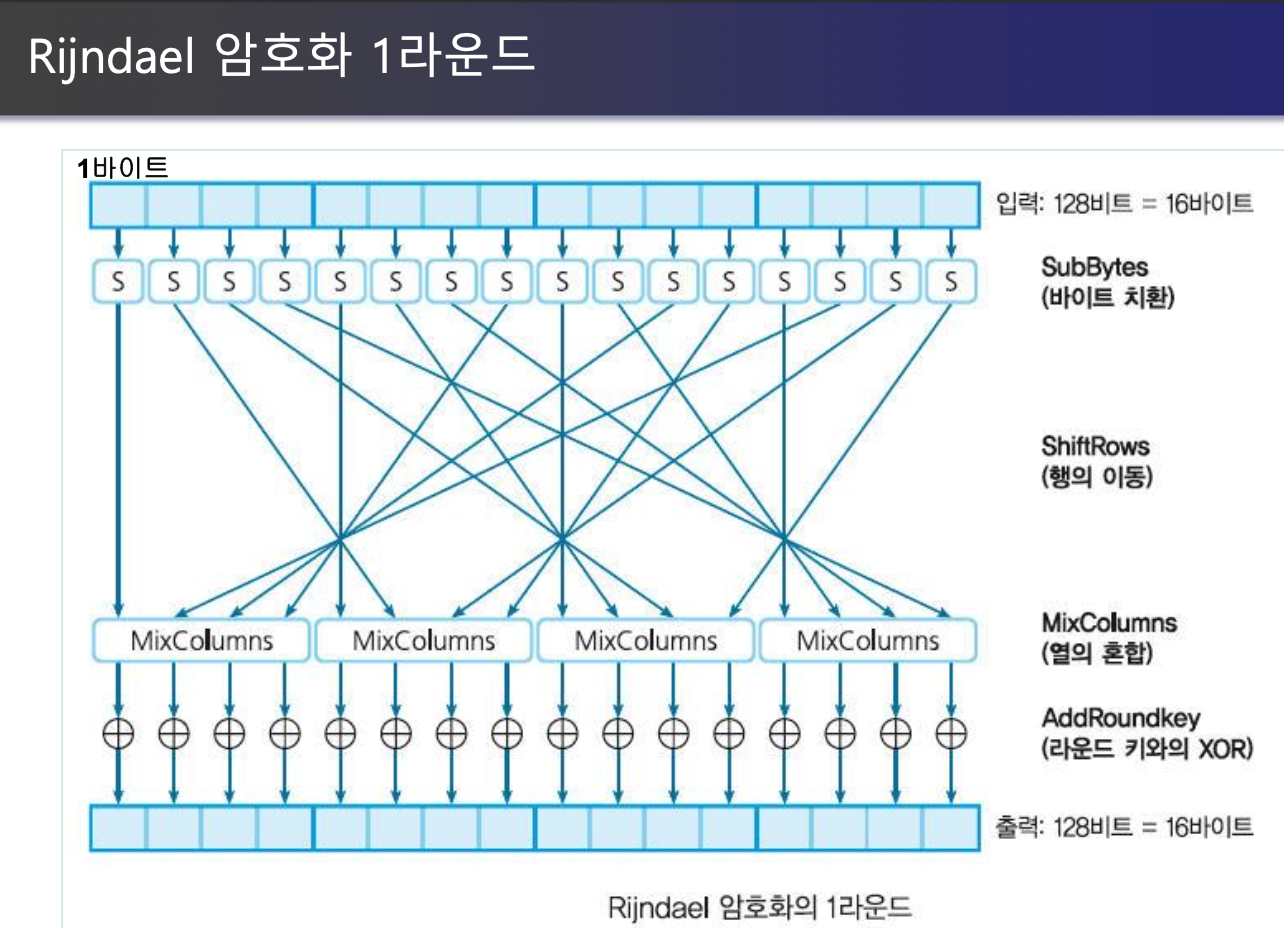 Rijndael 암호화 1라운드
1바이트
입력: 128비트 = 16바이트
S S S S S S S S S S S S S S S S
SubBytes
(바이트 치환)
ShiftRows
(행의 이동)
MixColumns MixColumns MixColumns MixColumns
MixColumns
(열의 혼합)
AddRoundkey
(라운드 키와의 XOR)
출력: 128비트 = 16바이트
Rijndael 암호화의 1라운드